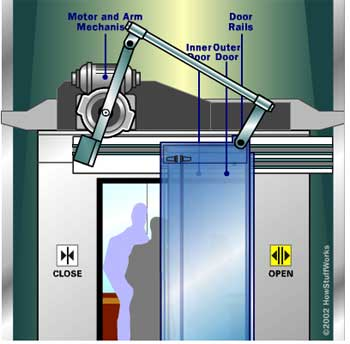 Motor and Arm
Mechanism
Door
Rails
Inner
Door
Outer
Door
CLOSE
OPEN
©2002 HowStuffWorks